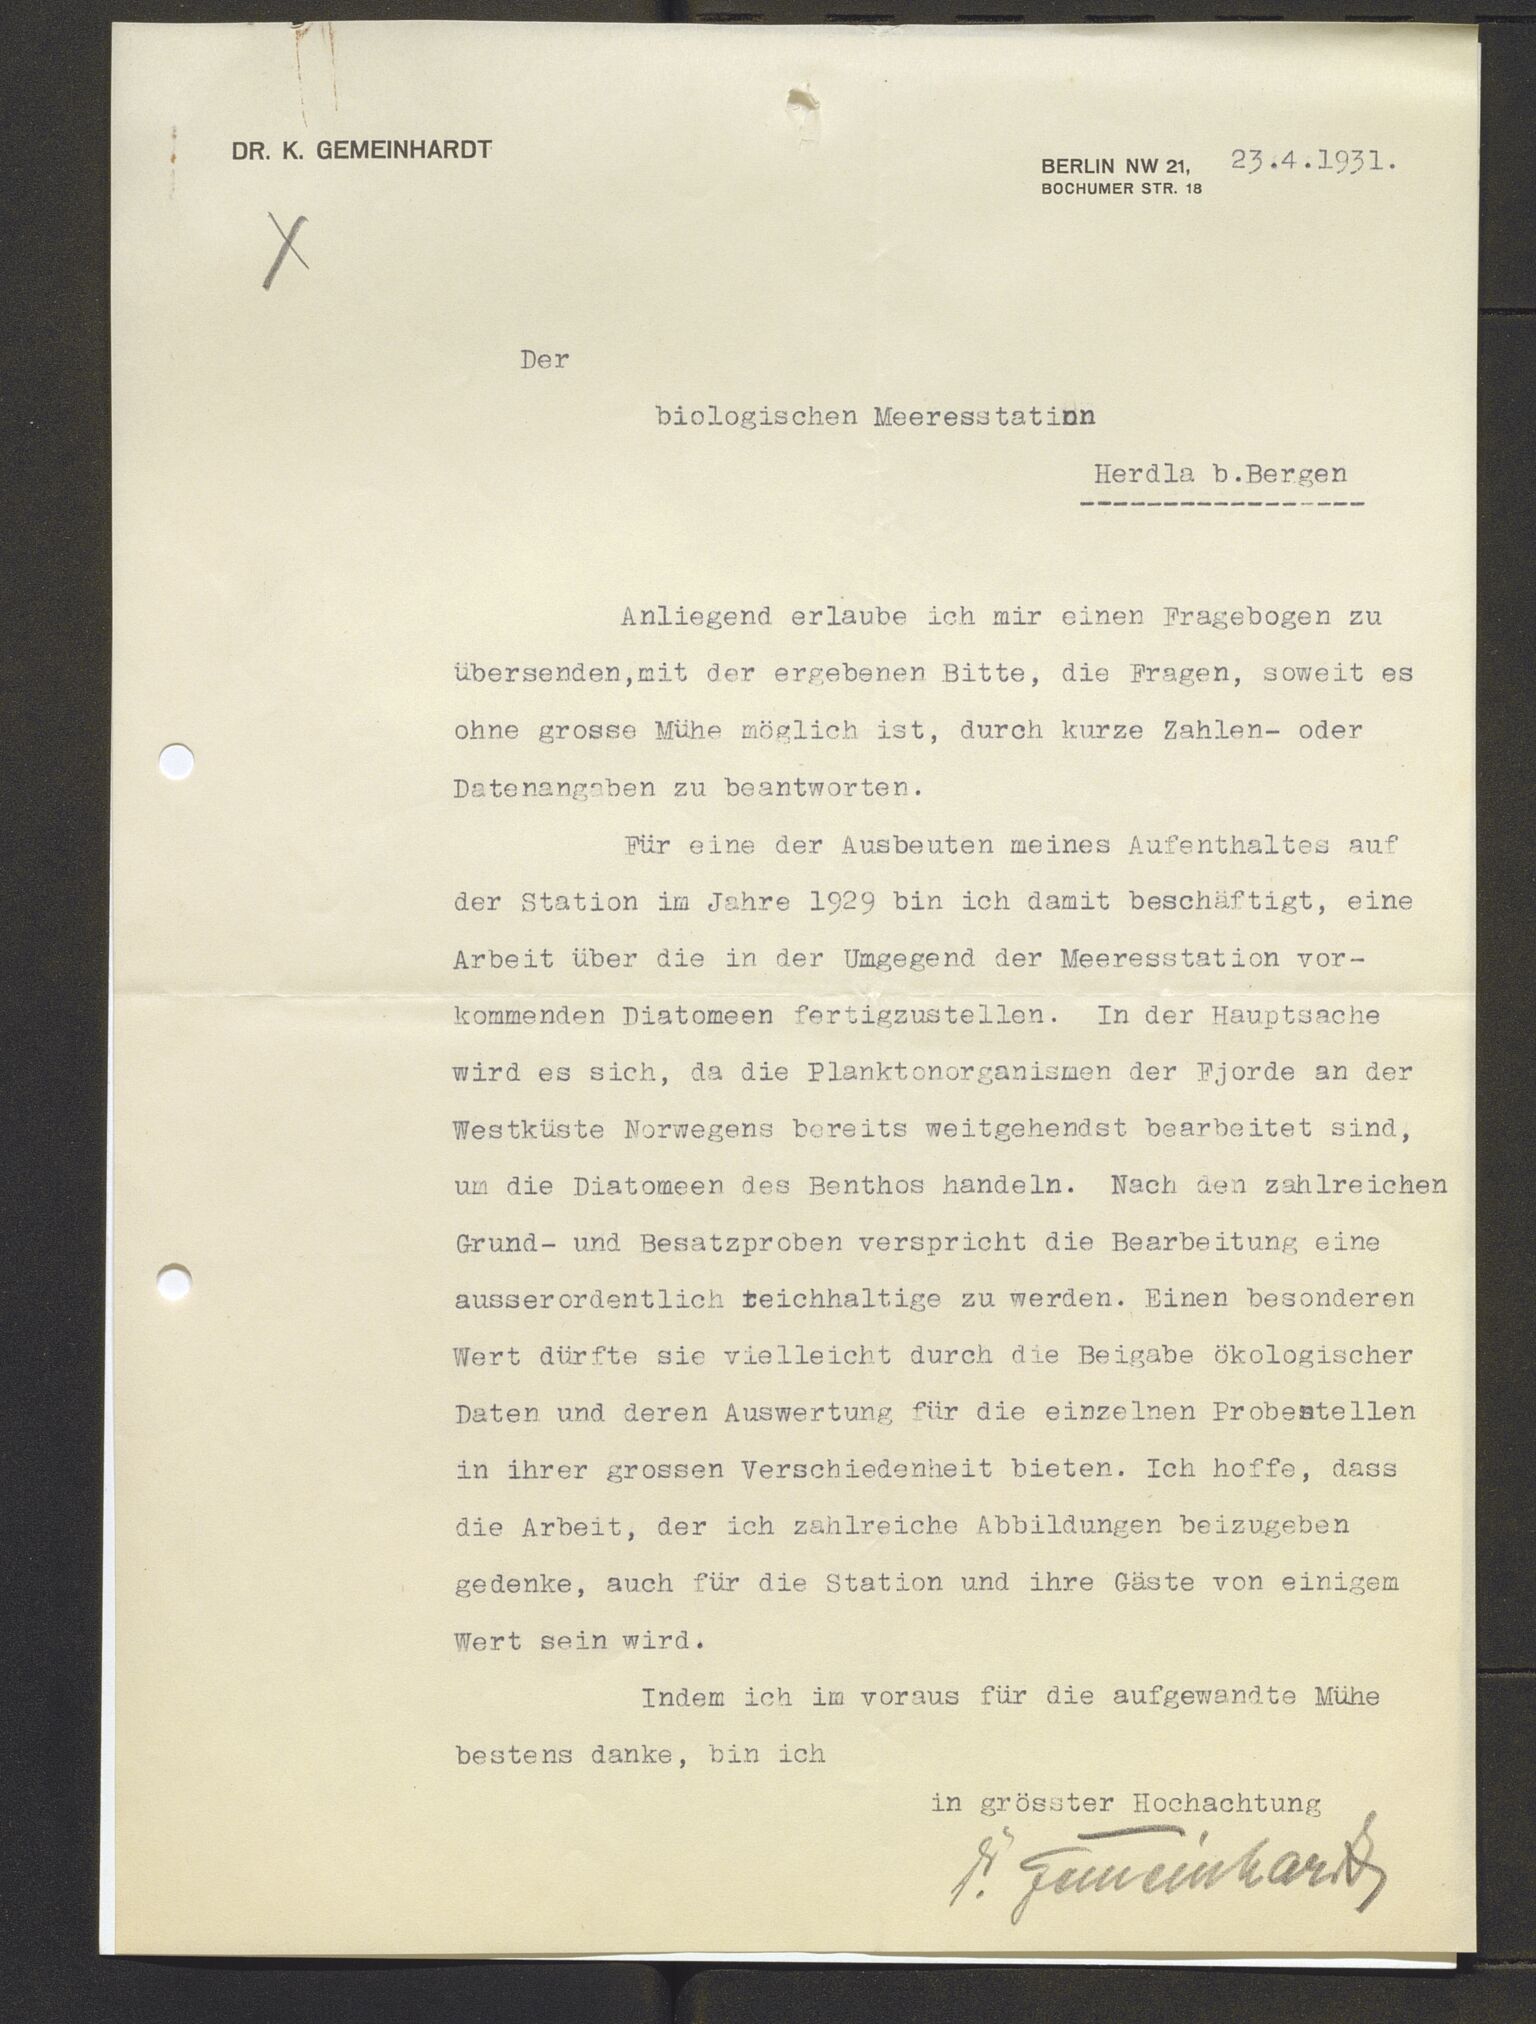 DR. K. GEMEINHARDT
BERLIN NW 21, 23.4.1931.
BOCHUMER STR. 18
X
Der
biologischen Meeresstation
Herdla b.Bergen
Anliegend erlaube ich mir einen Fragebogen zu
übersenden,mit der ergebenen Bitte, die Fragen, soweit es
ohne grosse Mühe möglich ist, durch kurze Zahlen- oder
Datenangaben zu beantworten.
Für eine der Ausbeuten meines Aufenthaltes auf
der Station im Jahre 1929 bin ich damit beschäftigt, eine
Arbeit über die in der Umgegend der Meeresstation vor-
kommenden Diatomeen fertigzustellen. In der Hauptsache
wird es sich, da die Planktonorganismen der Fjorde an der
Westküste Norwegens bereits weitgehendst bearbeitet sind,
um die Diatomeen des Benthos handeln. Nach den zahlreichen
Grund- und Besatzproben verspricht die Bearbeitung eine
ausserordentlich reichhaltige zu werden. Einen besonderen
Wert dürfte sie vielleicht durch die Beigabe ökologischer
Daten und deren Auswertung für die einzelnen Probestellen
in ihrer grossen Verschiedenheit bieten. Ich hoffe, dass
die Arbeit, der ich zahlreiche Abbildungen beizugeben
gedenke, auch für die Station und ihre Gäste von einigem
Wert sein wird.
Indem ich im voraus für die aufgewandte Mühe
bestens danke, bin ich
in grösster Hochachtung
Dr. Gemeinhardt